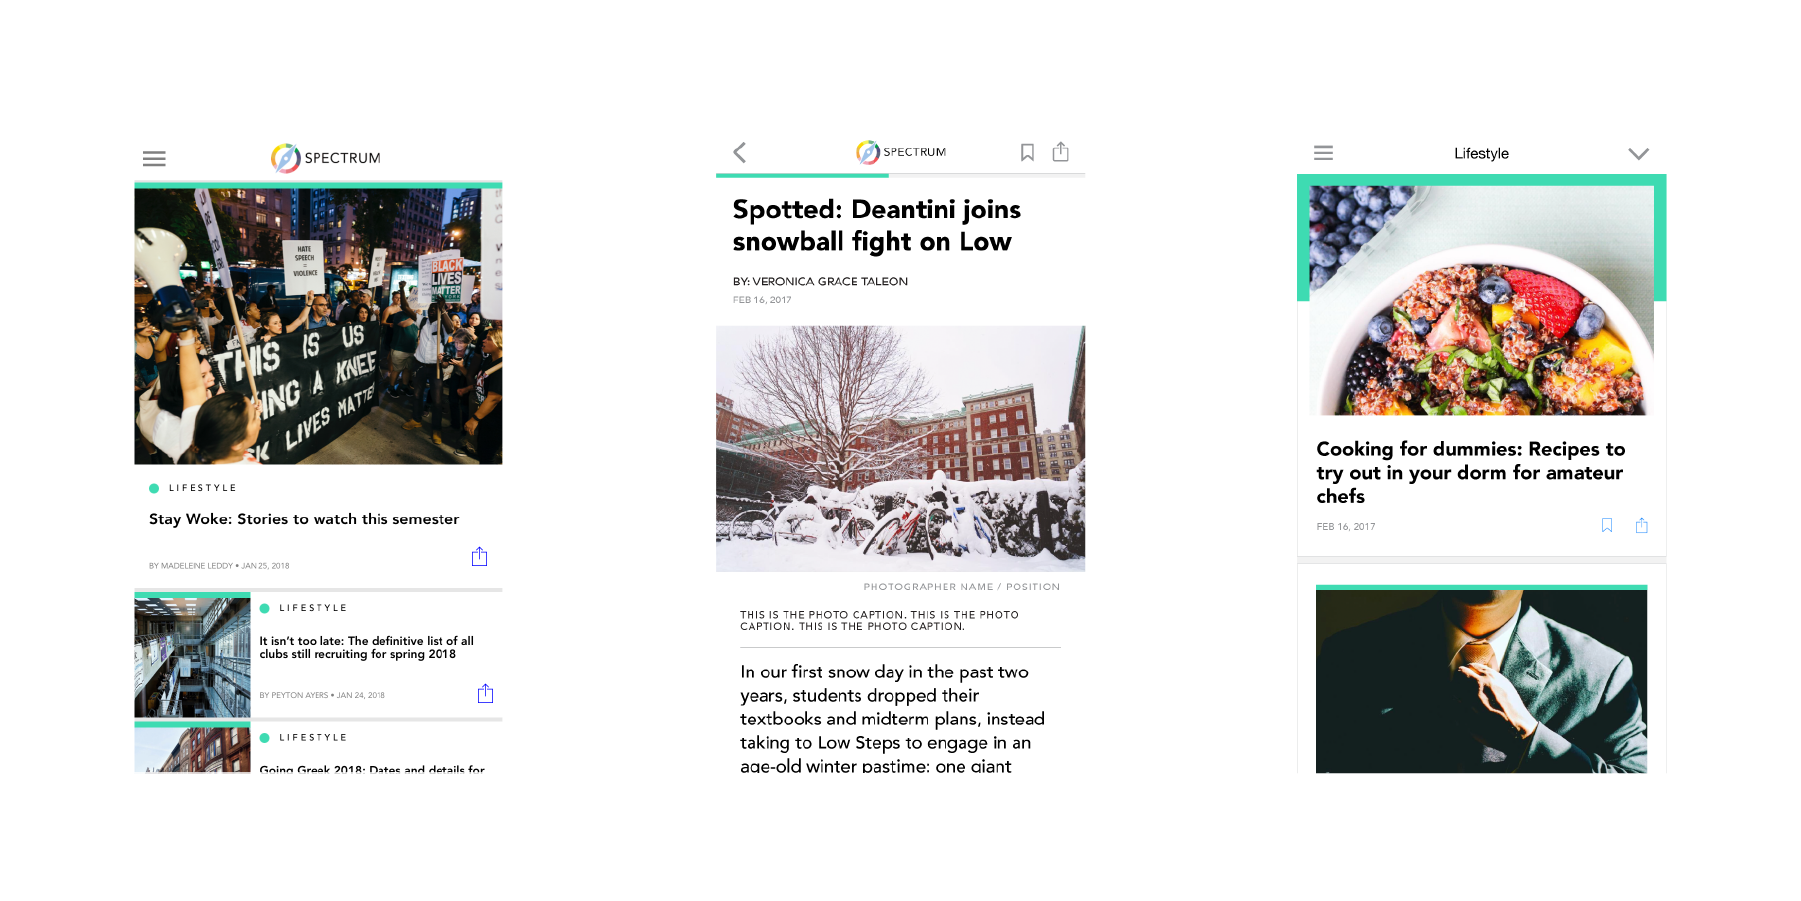 SPECTRUM
HATE
SPEECH
=
VIOLENCE
BLACK
LIVES
MATTER
THIS IS US
ING A KNEE
CK LIVES MATTER
LIFESTYLE
Stay Woke: Stories to watch this semester
BY MADELEINE LEDDY • JAN 25, 2018
LIFESTYLE
It isn’t too late: The definitive list of all
clubs still recruiting for spring 2018
BY PEYTON AYERS • JAN 24, 2018
LIFESTYLE
Going Greek 2018: Dates and details for
SPECTRUM
Spotted: Deantini joins
snowball fight on Low
BY: VERONICA GRACE TALEON
FEB 16, 2017
PHOTOGRAPHER NAME / POSITION
THIS IS THE PHOTO CAPTION. THIS IS THE PHOTO
CAPTION. THIS IS THE PHOTO CAPTION.
In our first snow day in the past two
years, students dropped their
textbooks and midterm plans, instead
taking to Low Steps to engage in an
age-old winter pastime: one giant
Lifestyle
Cooking for dummies: Recipes to
try out in your dorm for amateur
chefs
FEB 16, 2017